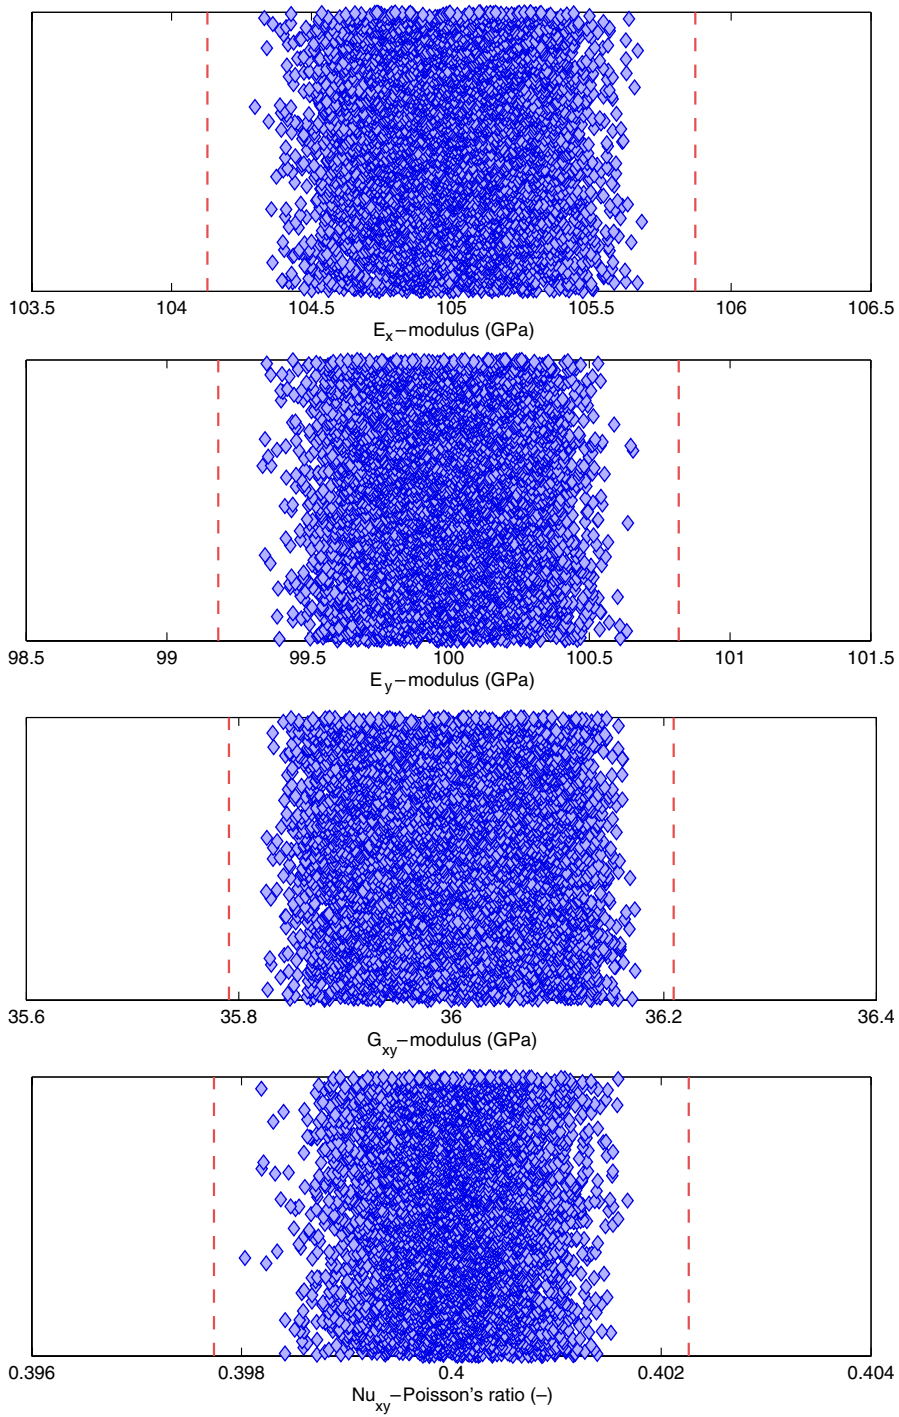 103.5 104 104.5 105 105.5 106 106.5
Eₓ−modulus (GPa)
98.5 99 99.5 100 100.5 101 101.5
E_y−modulus (GPa)
35.6 35.8 36 36.2 36.4
G_xy−modulus (GPa)
0.396 0.398 0.4 0.402 0.404
Nu_xy−Poisson's ratio (−)